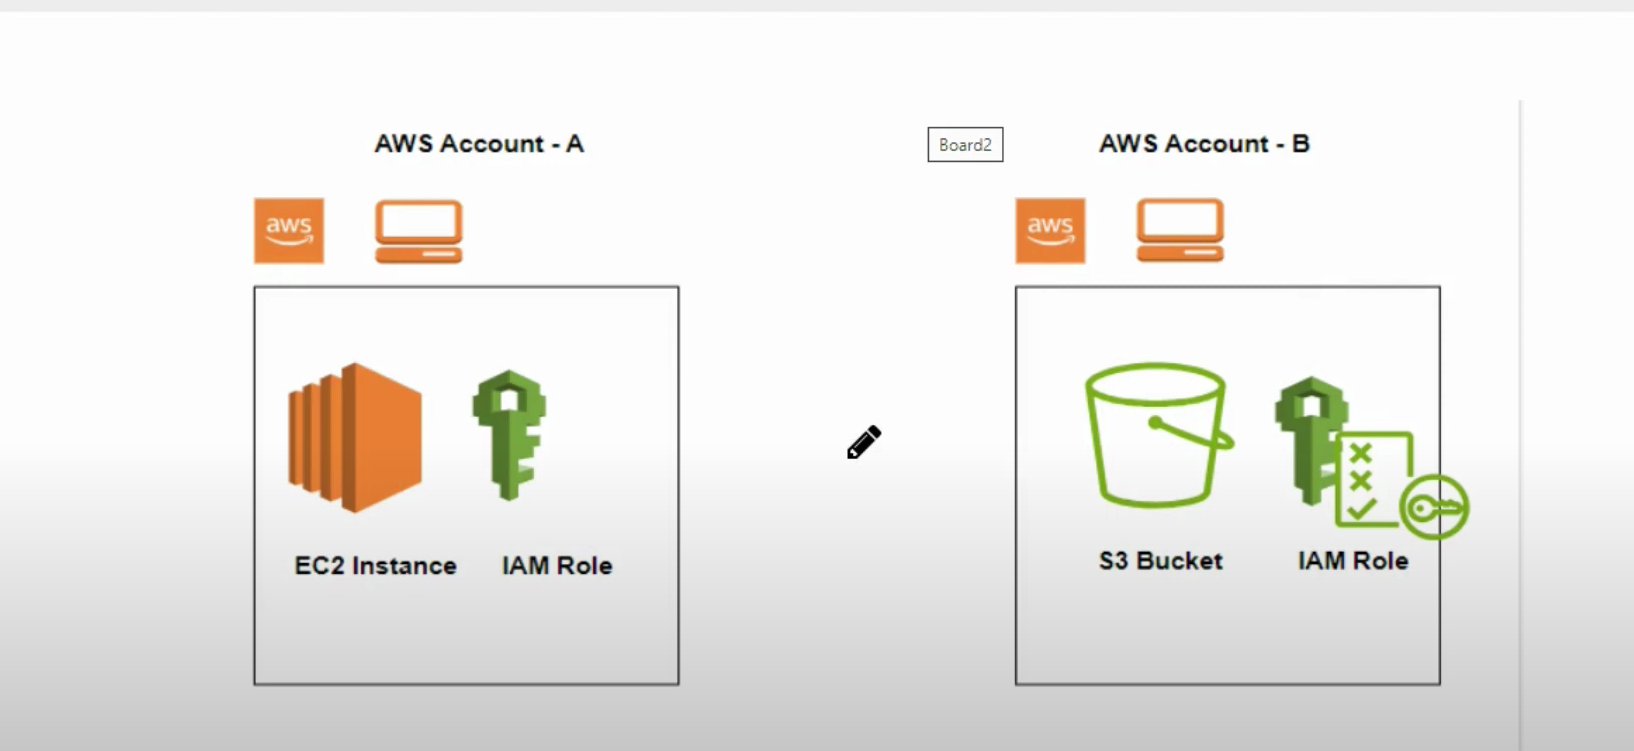 AWS Account - A
Board2
AWS Account - B
aws
aws
EC2 Instance
IAM Role
S3 Bucket
IAM Role